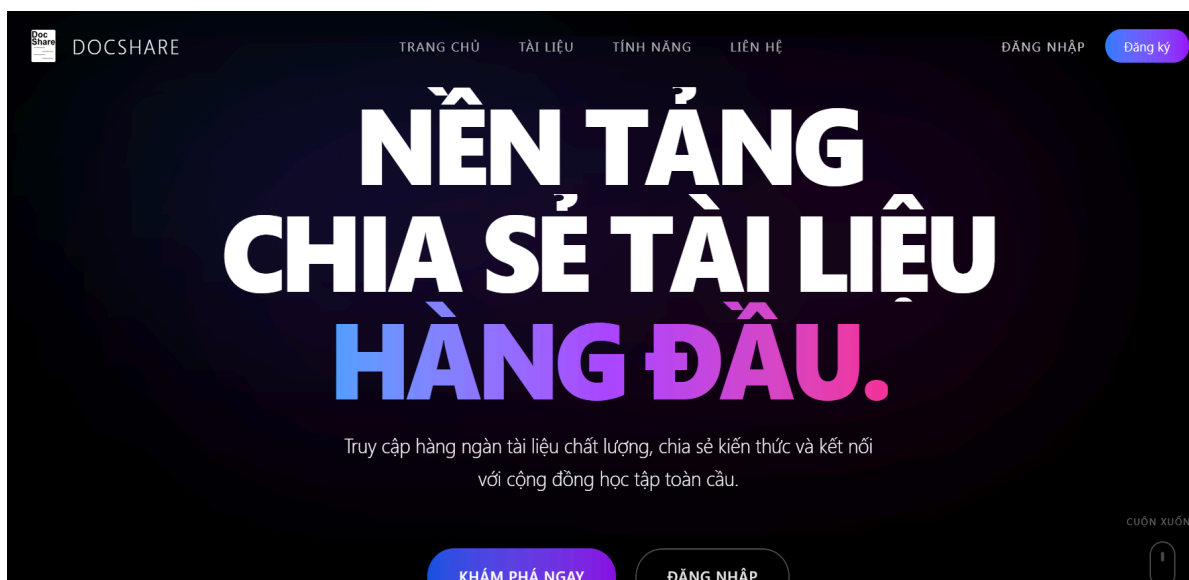 Doc
Share
DOCSHARE
TRANG CHỦ
TÀI LIỆU
TÍNH NĂNG
LIÊN HỆ
ĐĂNG NHẬP
Đăng ký
NỀN TẢNG
CHIA SẺ TÀI LIỆU
HÀNG ĐẦU.
Truy cập hàng ngàn tài liệu chất lượng, chia sẻ kiến thức và kết nối
với cộng đồng học tập toàn cầu.
CUỘN XUỐN
KHÁM PHÁ NGAY
ĐĂNG NHẬP